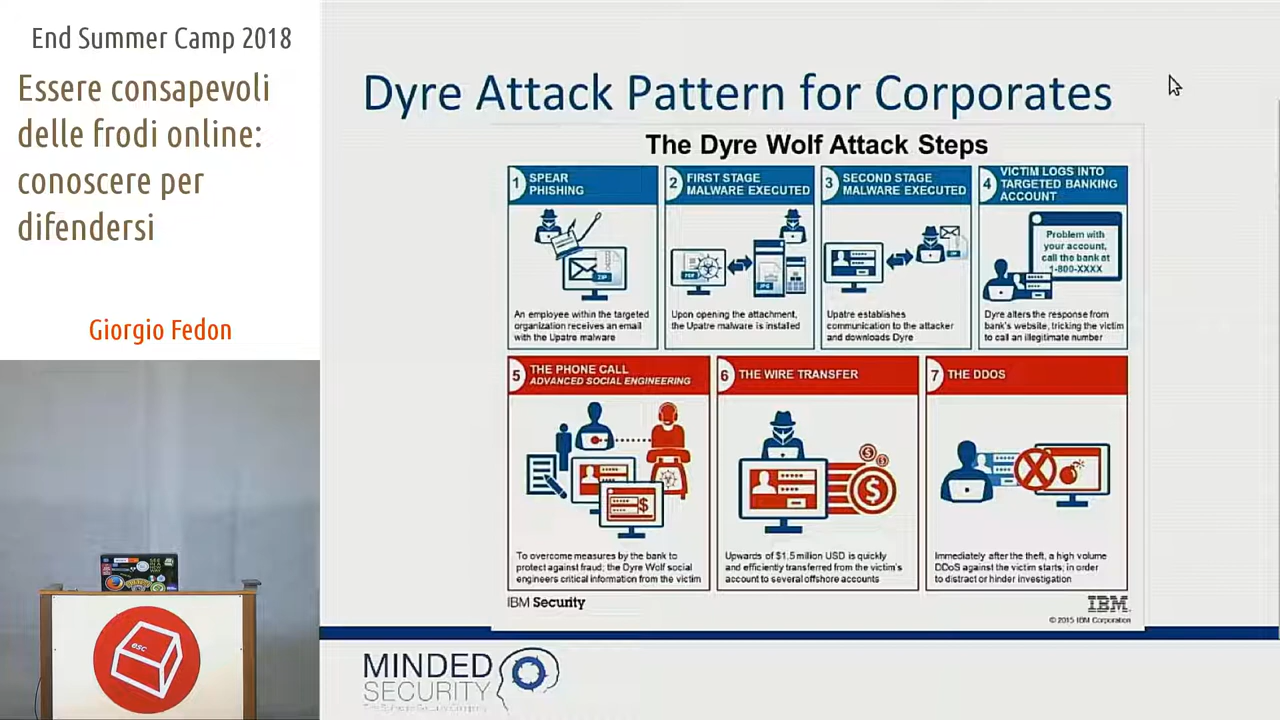 End Summer Camp 2018
Essere consapevoli
delle frodi online:
conoscere per
difendersi
Giorgio Fedon
Dyre Attack Pattern for Corporates
The Dyre Wolf Attack Steps
1 SPEAR
PHISHING
ZIP
An employee within the targeted
organization receives an email
with the Upatre malware
2 FIRST STAGE
MALWARE EXECUTED
PDF
JPG
Upon opening the attachment,
the Upatre malware is installed
3 SECOND STAGE
MALWARE EXECUTED
Upatre establishes
communication to the attacker
and downloads Dyre
4 VICTIM LOGS INTO
TARGETED BANKING
ACCOUNT
Problem with
your account,
call the bank at
1-800-XXXX
Dyre alters the response from
bank's website, tricking the victim
to call an illegitimate number
5 THE PHONE CALL
ADVANCED SOCIAL ENGINEERING
$
To overcome measures by the bank to
protect against fraud; the Dyre Wolf social
engineers critical information from the victim
6 THE WIRE TRANSFER
$
$
$
Upwards of $1.5 million USD is quickly
and efficiently transferred from the victim's
account to several offshore accounts
7 THE DDOS
Immediately after the theft, a high volume
DDoS against the victim starts; in order
to distract or hinder investigation
IBM Security
IBM
© 2015 IBM Corporation
MINDED
SECURITY
esc